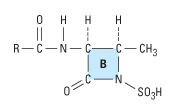 O H H H
R—C—N—C—C—CH₃
B
C—N
O
SO₃H